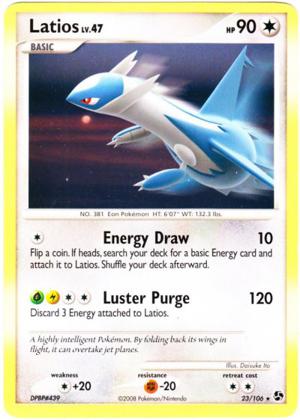 Latios LV.47 HP 90
BASIC
NO. 381 Eon Pokémon HT: 6'07" WT: 132.3 lbs.
Energy Draw 10
Flip a coin. If heads, search your deck for a basic Energy card and
attach it to Latios. Shuffle your deck afterward.
Luster Purge 120
Discard 3 Energy attached to Latios.
Illus. Daisuke Ito
A highly intelligent Pokémon. By folding back its wings in
flight, it can overtake jet planes.
weakness resistance retreat cost
+20 -20
DPBP#439 ©2008 Pokémon/Nintendo 23/106 ★